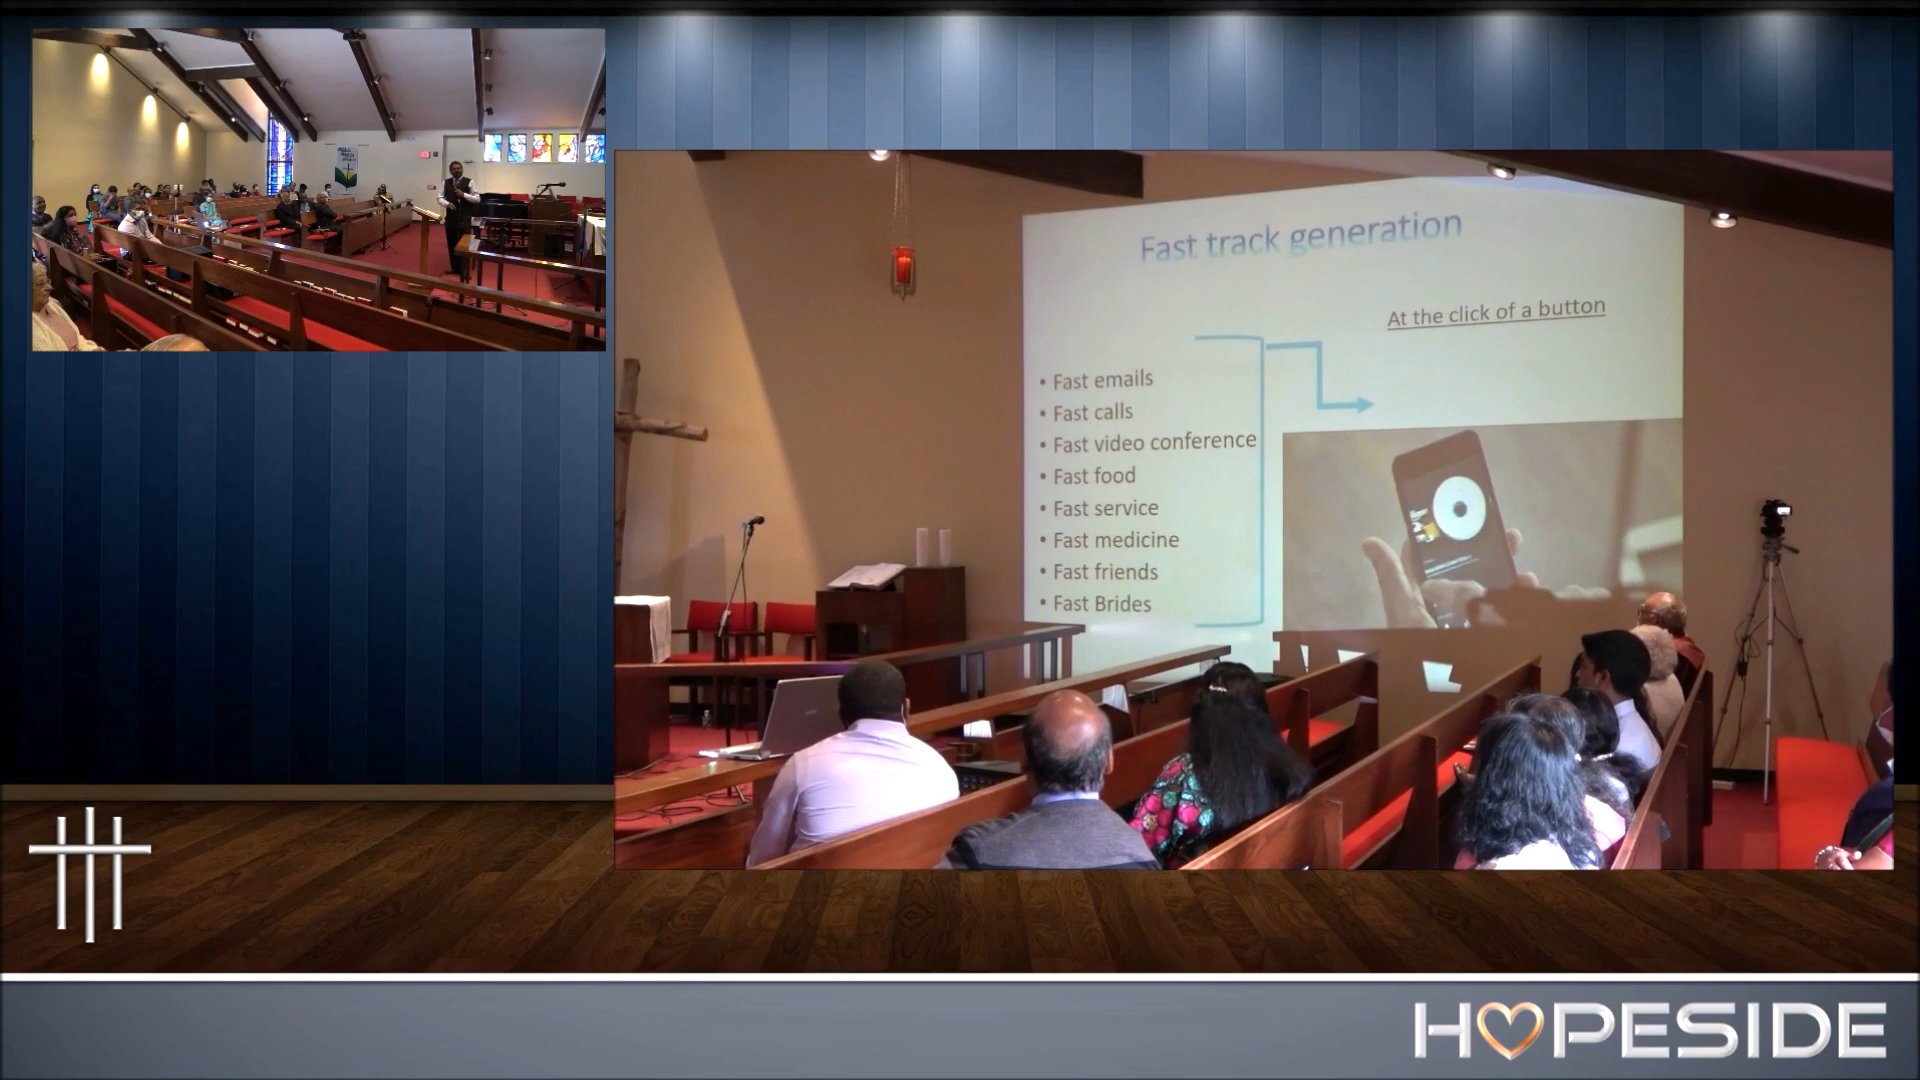 Fast track generation
At the click of a button
• Fast emails
• Fast calls
• Fast video conference
• Fast food
• Fast service
• Fast medicine
• Fast friends
• Fast Brides
HOPESIDE